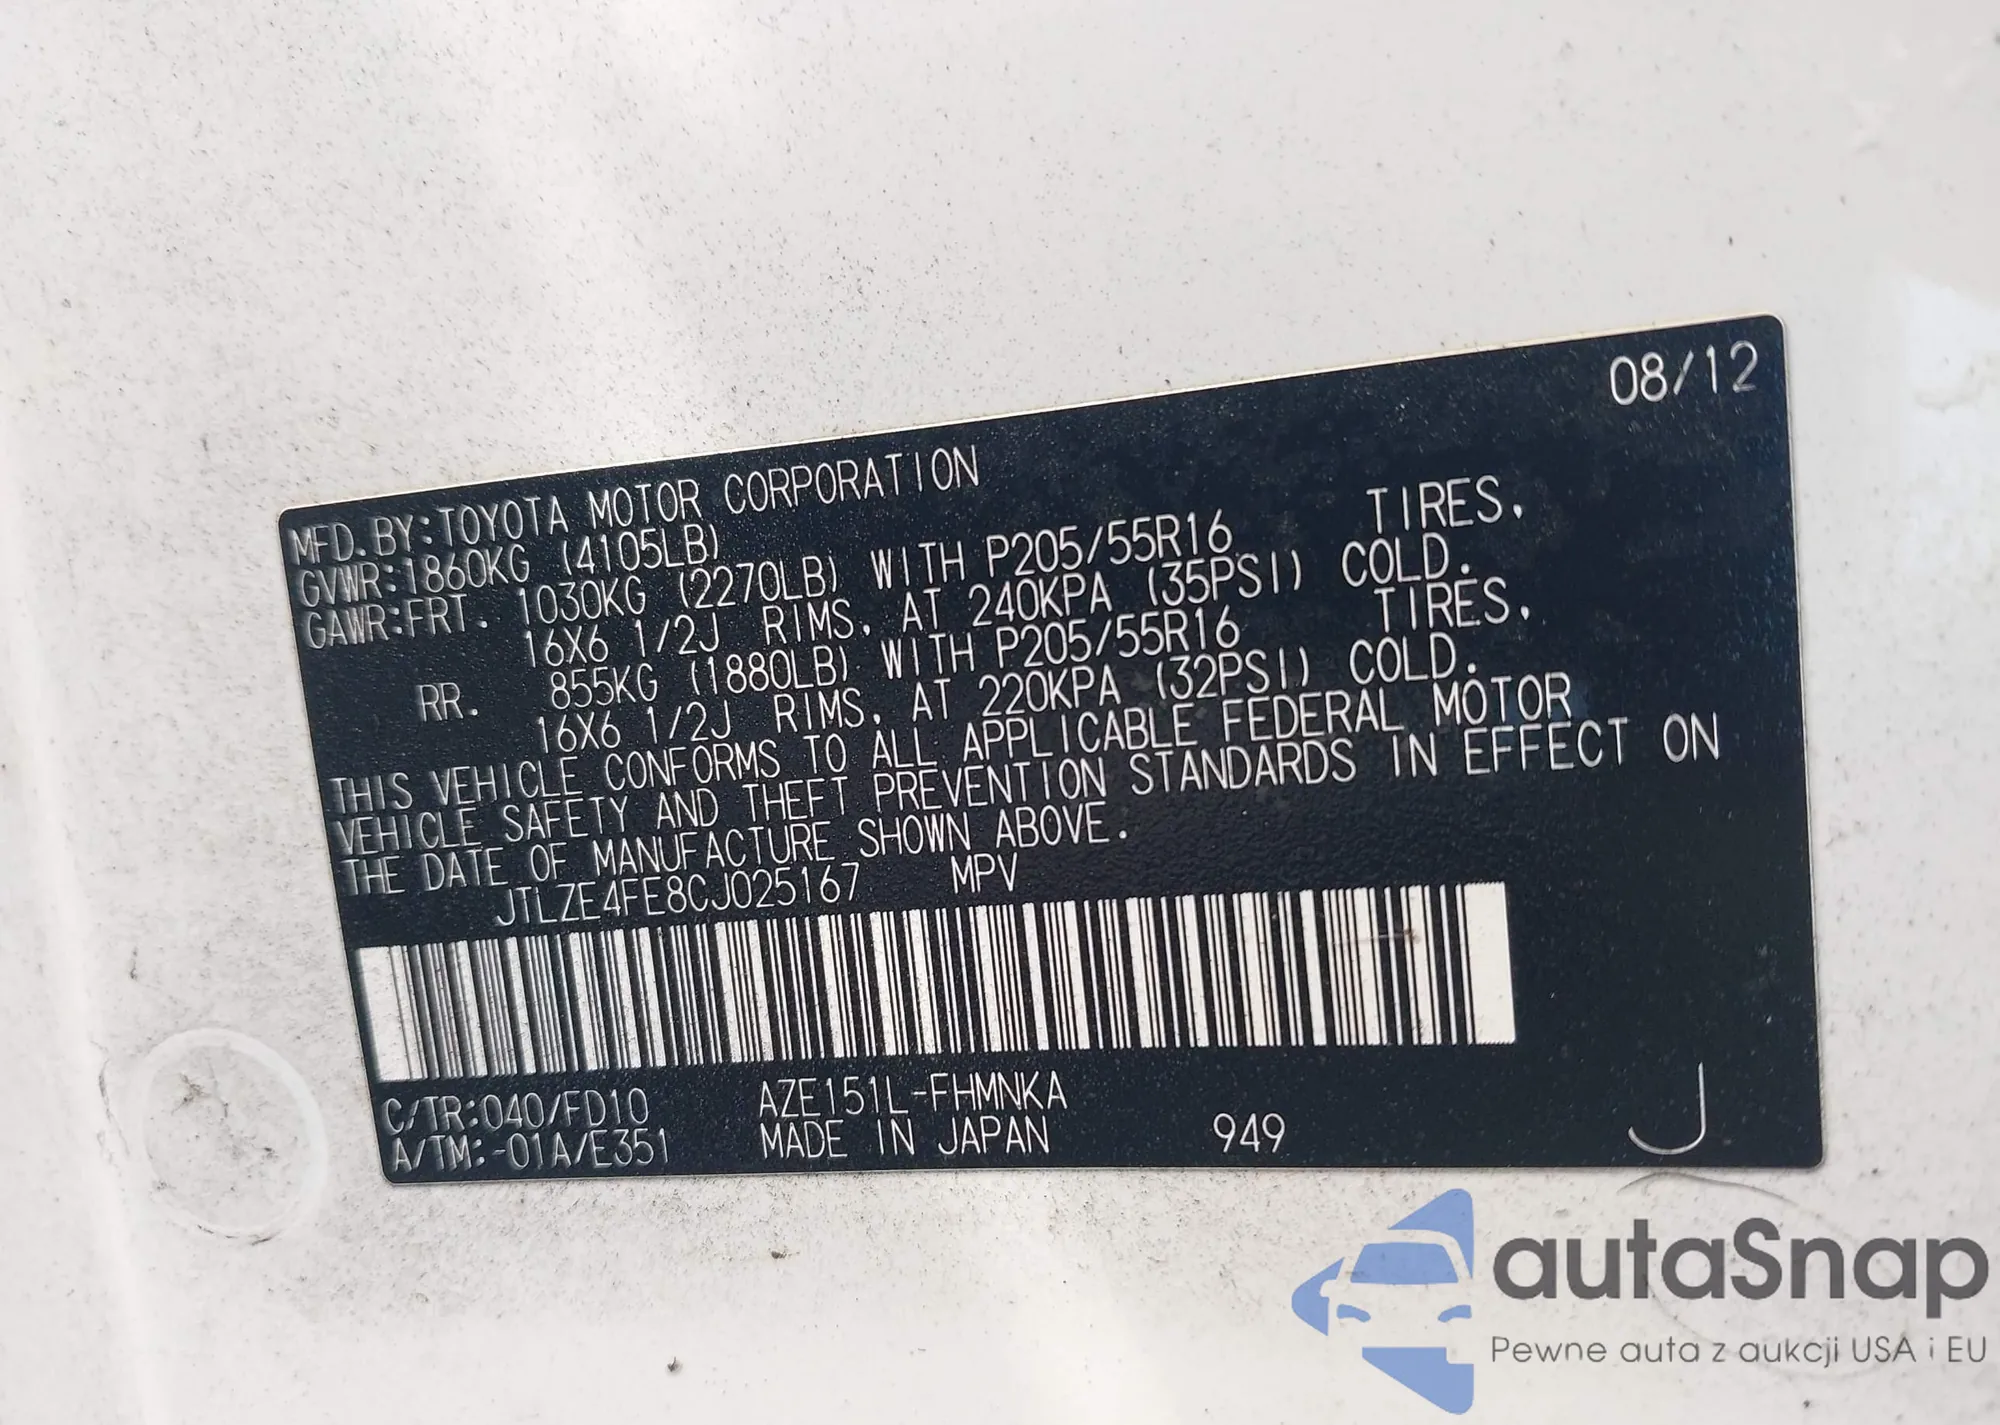 08/12
MFD. BY:TOYOTA MOTOR CORPORATION
GVWR:1860KG (4105LB)
GAWR:FRT. 1030KG (2270LB) WITH P205/55R16 TIRES,
16X6 1/2J RIMS, AT 240KPA (35PSI) COLD.
RR. 855KG (1880LB) WITH P205/55R16 TIRES,
16X6 1/2J RIMS, AT 220KPA (32PSI) COLD.
THIS VEHICLE CONFORMS TO ALL APPLICABLE FEDERAL MOTOR
VEHICLE SAFETY AND THEFT PREVENTION STANDARDS IN EFFECT ON
THE DATE OF MANUFACTURE SHOWN ABOVE.
JTLZE4FE8CJ025167 MPV
C/TR:040/FD10 AZE151L-FHMNKA
A/TM:-01A/E351 MADE IN JAPAN 949 J
autaSnap
Pewne auta z aukcji USA i EU